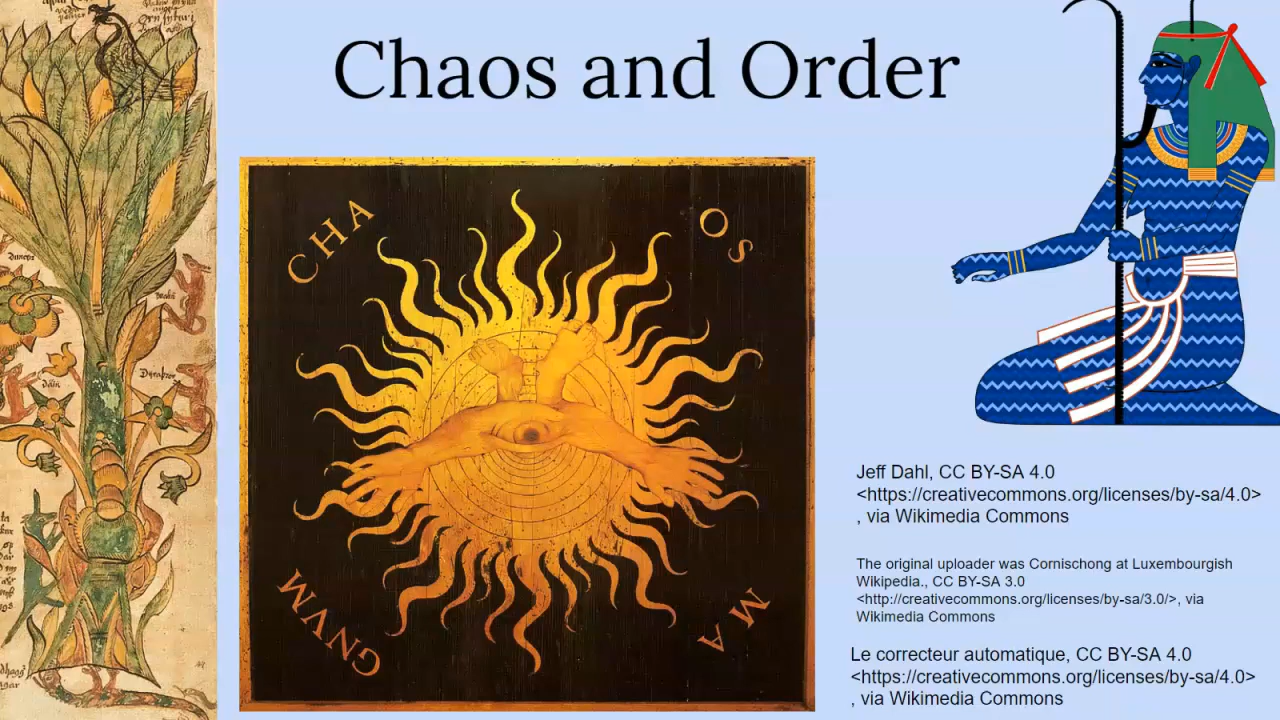 Chaos and Order
CHA
OS
MA
GNVM
Jeff Dahl, CC BY-SA 4.0
<https://creativecommons.org/licenses/by-sa/4.0>
, via Wikimedia Commons
The original uploader was Cornischong at Luxembourgish
Wikipedia., CC BY-SA 3.0
<http://creativecommons.org/licenses/by-sa/3.0/>, via
Wikimedia Commons
Le correcteur automatique, CC BY-SA 4.0
<https://creativecommons.org/licenses/by-sa/4.0>
, via Wikimedia Commons